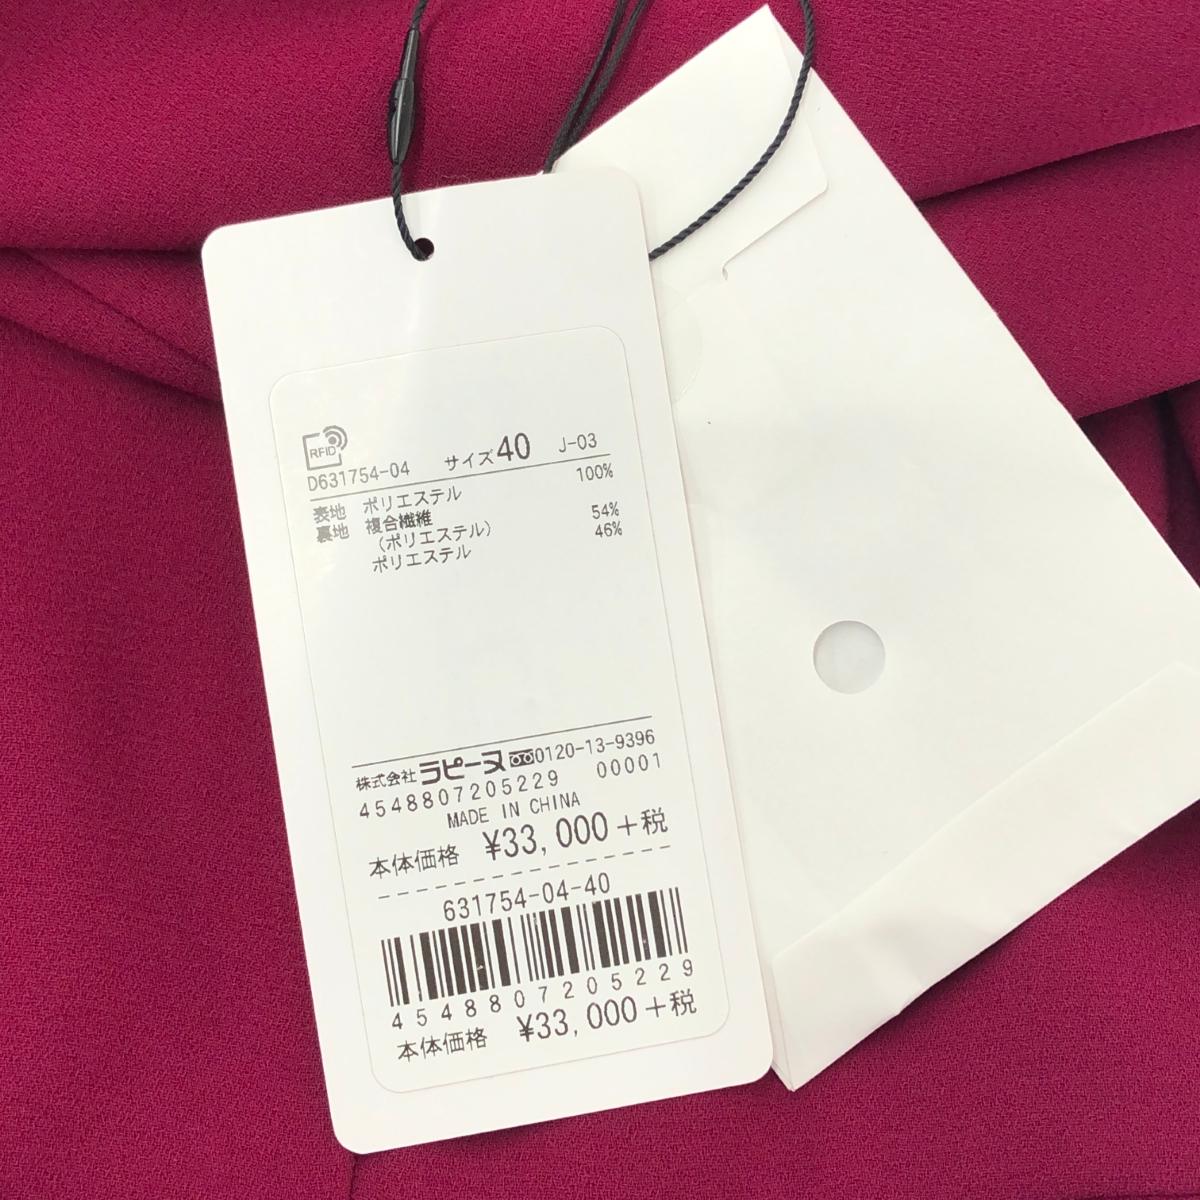 RFID
D631754-04 サイズ40 J-03
表地 ポリエステル 100%
裏地 複合繊維
(ポリエステル) 54%
ポリエステル 46%
株式会社 ラピーヌ 0120-13-9396
4548807205229 00001
MADE IN CHINA
本体価格 ¥33,000+税
631754-04-40
4548807205229
本体価格 ¥33,000+税